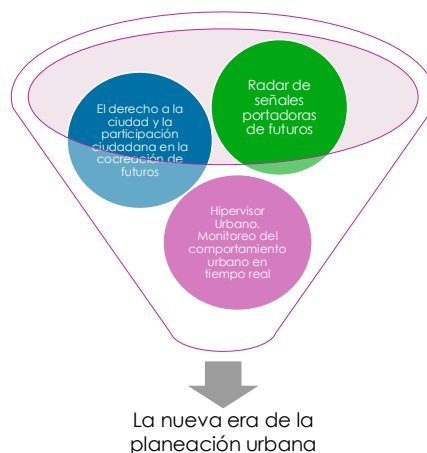 El derecho a la
ciudad y la
participación
ciudadana en la
cocreación de
futuros
Radar de
señales
portadoras
de futuros
Hipervisor
Urbano.
Monitoreo del
comportamiento
urbano en
tiempo real
La nueva era de la
planeación urbana